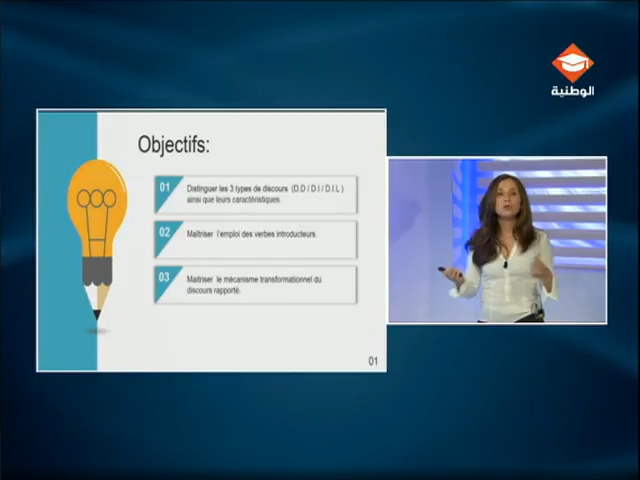 الوطنية
Objectifs:
01
Distinguer les 3 types de discours (D.D / D.I / D.I.L )
ainsi que leurs caractéristiques.
02
Maîtriser l'emploi des verbes introducteurs.
03
Maitriser le mécanisme transformationnel du
discours rapporté.
01